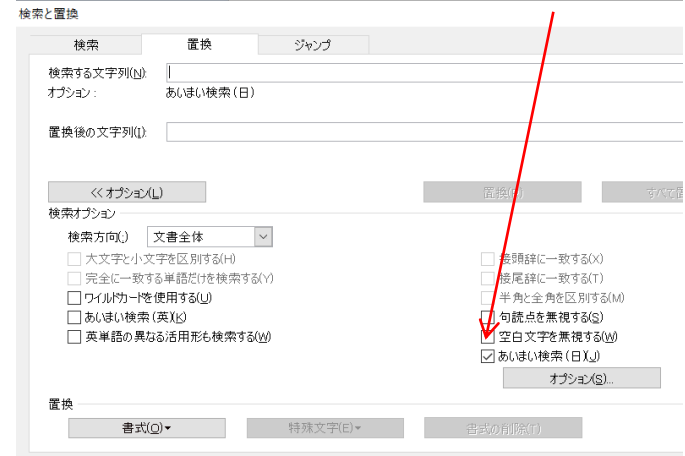 検索と置換
検索 置換 ジャンプ
検索する文字列(N):
オプション: あいまい検索(日)
置換後の文字列(I):
<< オプション(L) 置換(R) すべて置
検索オプション
検索方向(;) 文書全体
大文字と小文字を区別する(H) 接頭辞に一致する(X)
完全に一致する単語だけを検索する(Y) 接尾辞に一致する(T)
ワイルドカードを使用する(U) 半角と全角を区別する(M)
あいまい検索(英)(K) 句読点を無視する(S)
英単語の異なる活用形も検索する(W) 空白文字を無視する(W)
あいまい検索(日)(J)
オプション(S)...
置換
書式(O) 特殊文字(E) 書式の削除(T)